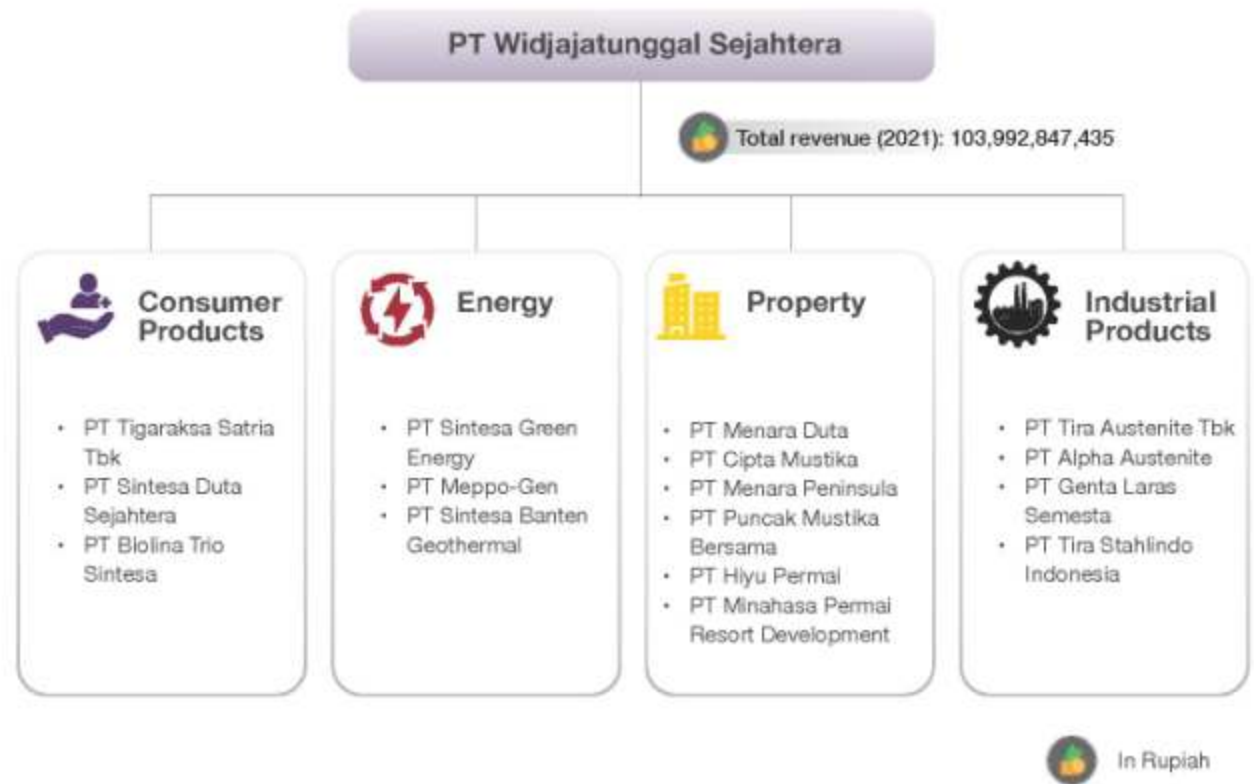 PT Widjajatunggal Sejahtera
Total revenue (2021): 103,992,847,435
Consumer
Products
• PT Tigaraksa Satria
Tbk
• PT Sintesa Duta
Sejahtera
• PT Biolina Trio
Sintesa
Energy
• PT Sintesa Green
Energy
• PT Meppo-Gen
• PT Sintesa Banten
Geothermal
Property
• PT Menara Duta
• PT Cipta Mustika
• PT Menara Peninsula
• PT Puncak Mustika
Bersama
• PT Hiyu Permai
• PT Minahasa Permai
Resort Development
Industrial
Products
• PT Tira Austenite Tbk
• PT Alpha Austenite
• PT Genta Laras
Semesta
• PT Tira Stahlindo
Indonesia
In Rupiah